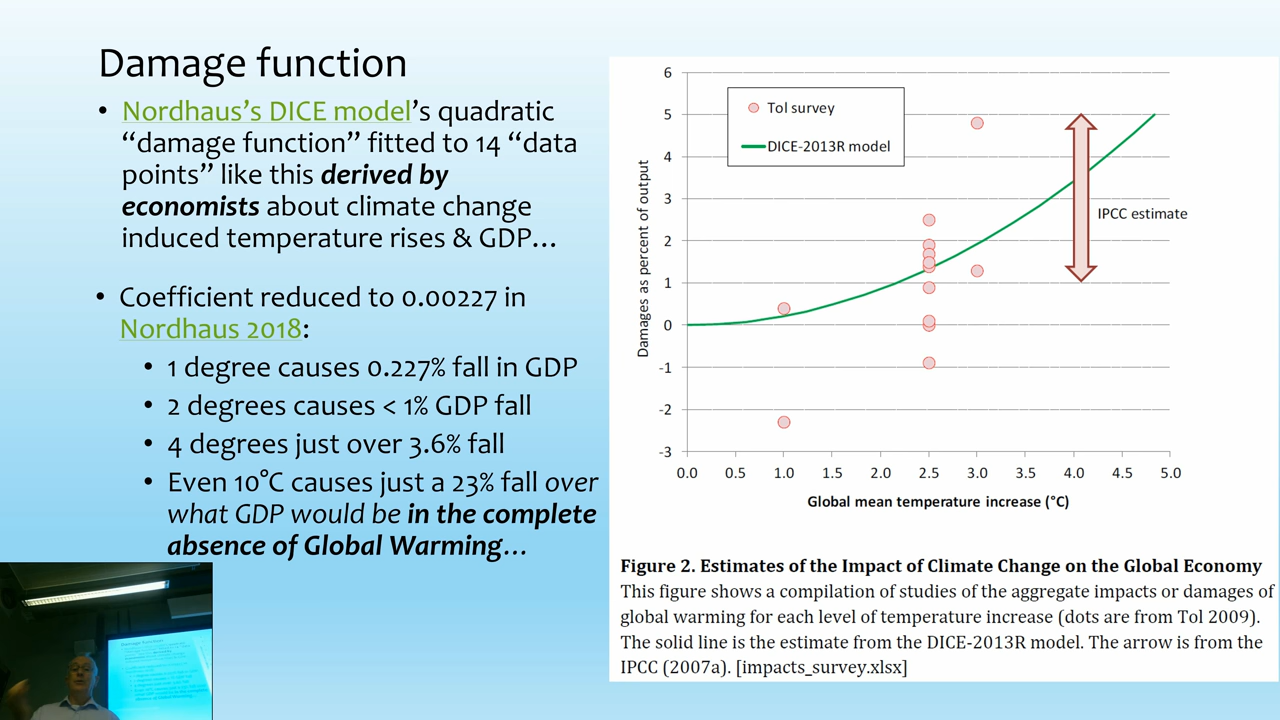 Damage function
• Nordhaus’s DICE model’s quadratic
“damage function” fitted to 14 “data
points” like this derived by
economists about climate change
induced temperature rises & GDP…
• Coefficient reduced to 0.00227 in
Nordhaus 2018:
• 1 degree causes 0.227% fall in GDP
• 2 degrees causes < 1% GDP fall
• 4 degrees just over 3.6% fall
• Even 10°C causes just a 23% fall over
what GDP would be in the complete
absence of Global Warming…
6
5
4
3
2
1
0
-1
-2
-3
Damages as percent of output
Tol survey
DICE-2013R model
IPCC estimate
0.0 0.5 1.0 1.5 2.0 2.5 3.0 3.5 4.0 4.5 5.0
Global mean temperature increase (°C)
Figure 2. Estimates of the Impact of Climate Change on the Global Economy
This figure shows a compilation of studies of the aggregate impacts or damages of
global warming for each level of temperature increase (dots are from Tol 2009).
The solid line is the estimate from the DICE-2013R model. The arrow is from the
IPCC (2007a). [impacts_survey.xlsx]
Damage function